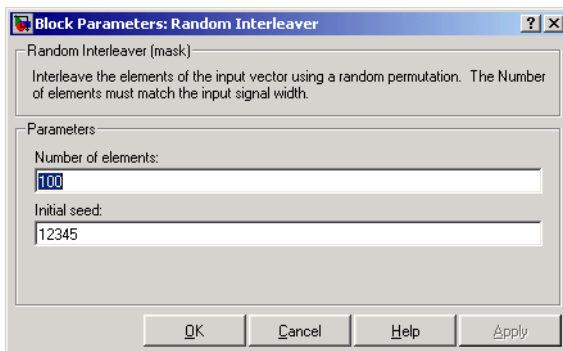 Block Parameters: Random Interleaver
Random Interleaver (mask)
Interleave the elements of the input vector using a random permutation. The Number
of elements must match the input signal width.
Parameters
Number of elements:
100
Initial seed:
12345
OK Cancel Help Apply